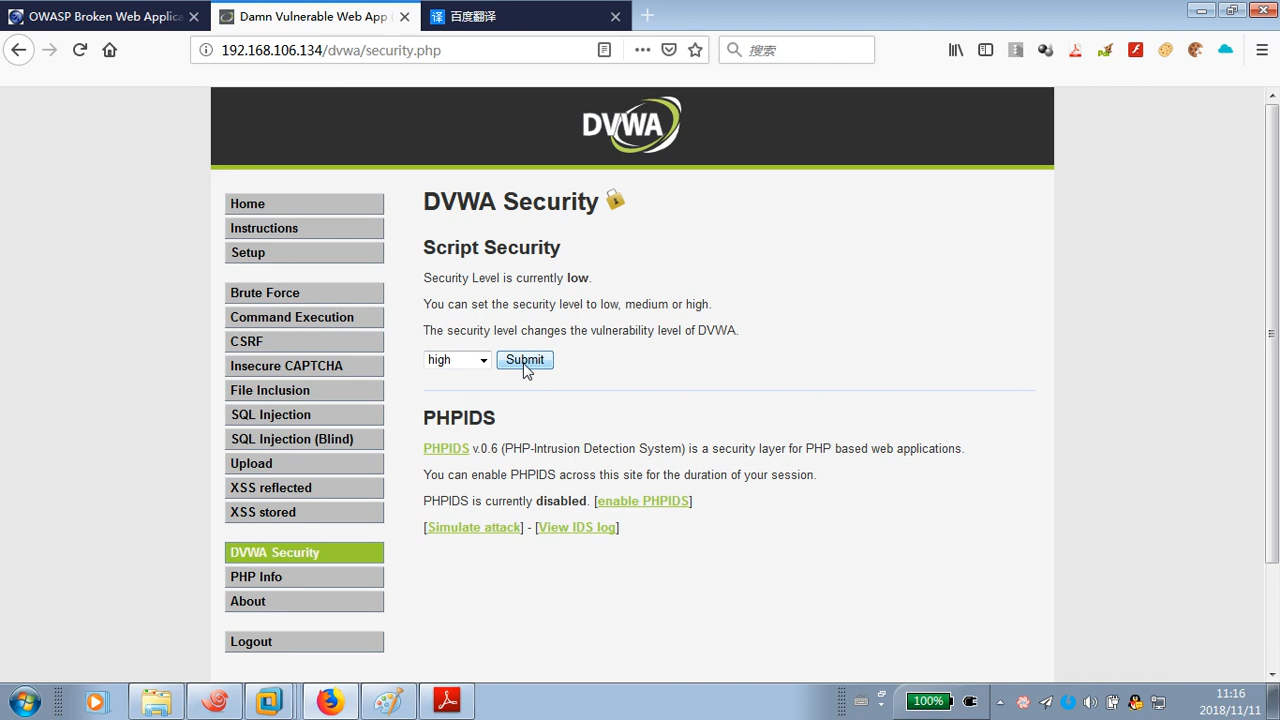 OWASP Broken Web Applica
Damn Vulnerable Web App
百度翻译
192.168.106.134/dvwa/security.php
搜索
DVWA
Home
Instructions
Setup
Brute Force
Command Execution
CSRF
Insecure CAPTCHA
File Inclusion
SQL Injection
SQL Injection (Blind)
Upload
XSS reflected
XSS stored
DVWA Security
PHP Info
About
Logout
DVWA Security
Script Security
Security Level is currently low.
You can set the security level to low, medium or high.
The security level changes the vulnerability level of DVWA.
high
Submit
PHPIDS
PHPIDS v.0.6 (PHP-Intrusion Detection System) is a security layer for PHP based web applications.
You can enable PHPIDS across this site for the duration of your session.
PHPIDS is currently disabled. [enable PHPIDS]
[Simulate attack] - [View IDS log]
100%
11:16
2018/11/11